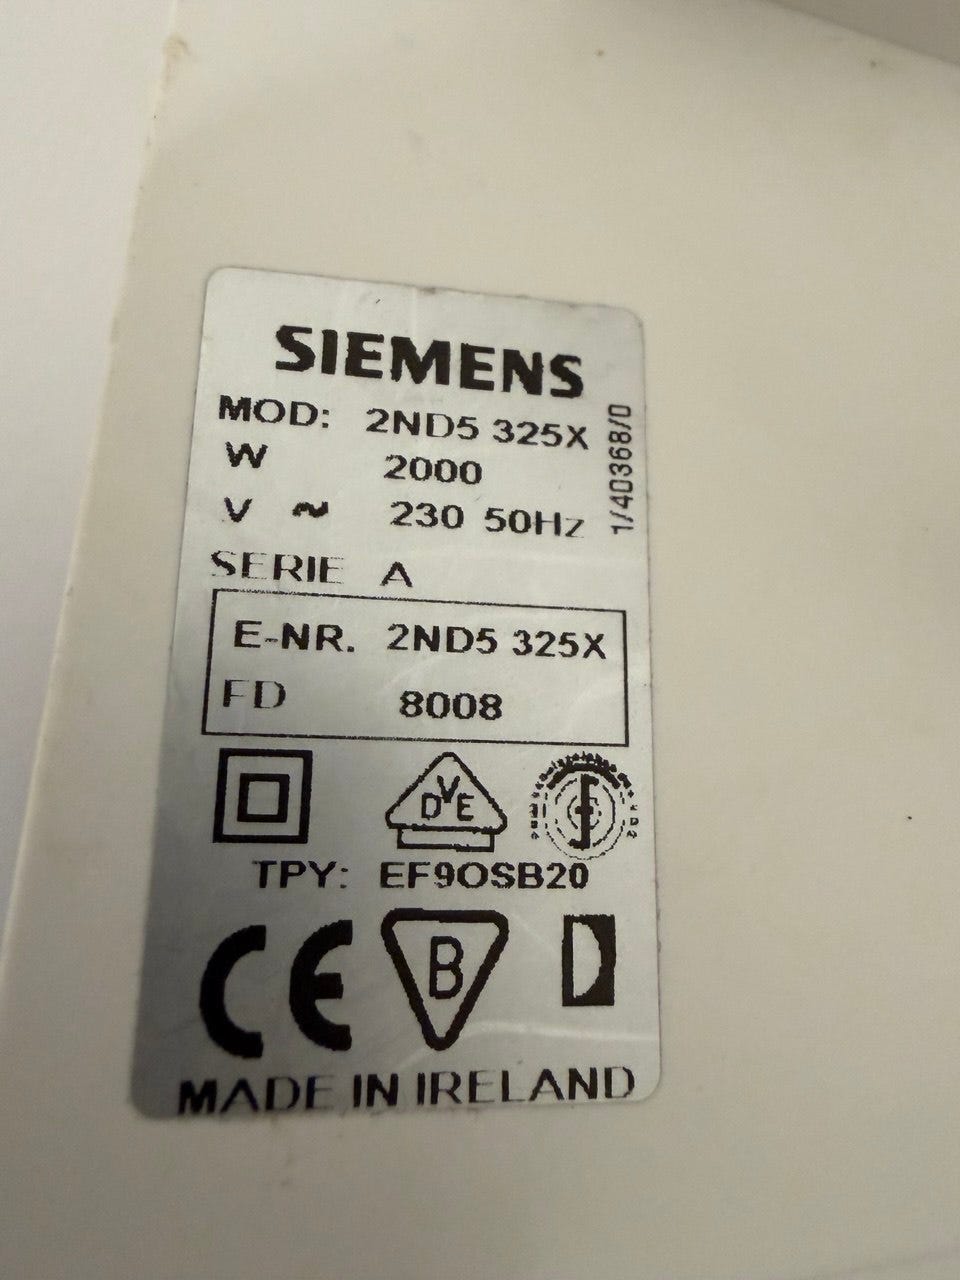 SIEMENS
MOD: 2ND5 325X
W 2000
V ~ 230 50Hz
1/40368/0
SERIE A
E-NR. 2ND5 325X
FD 8008
DVE
TPY: EF9OSB20
CE B D
MADE IN IRELAND